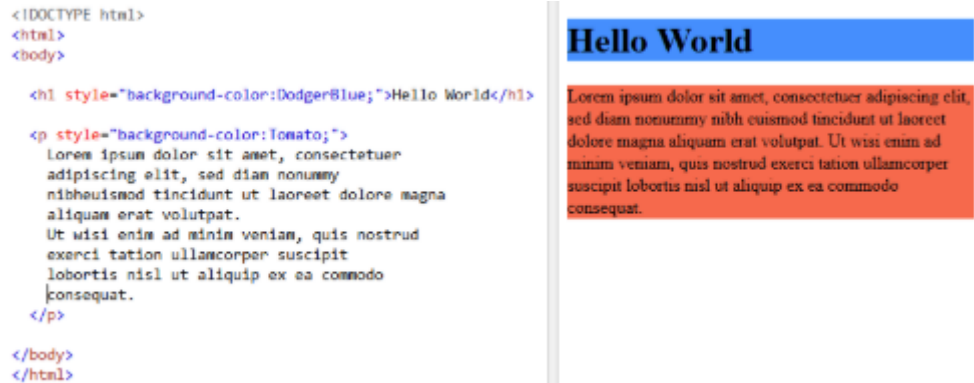 <!DOCTYPE html>
<html>
<body>
<h1 style="background-color:DodgerBlue;">Hello World</h1>
<p style="background-color:Tomato;">
Lorem ipsum dolor sit amet, consectetuer
adipiscing elit, sed diam nonummy
nibheuismod tincidunt ut laoreet dolore magna
aliquam erat volutpat.
Ut wisi enim ad minim veniam, quis nostrud
exerci tation ullamcorper suscipit
lobortis nisl ut aliquip ex ea commodo
consequat.
</p>
</body>
</html>
Hello World
Lorem ipsum dolor sit amet, consectetuer adipiscing elit,
sed diam nonummy nibh euismod tincidunt ut laoreet
dolore magna aliquam erat volutpat. Ut wisi enim ad
minim veniam, quis nostrud exerci tation ullamcorper
suscipit lobortis nisl ut aliquip ex ea commodo
consequat.